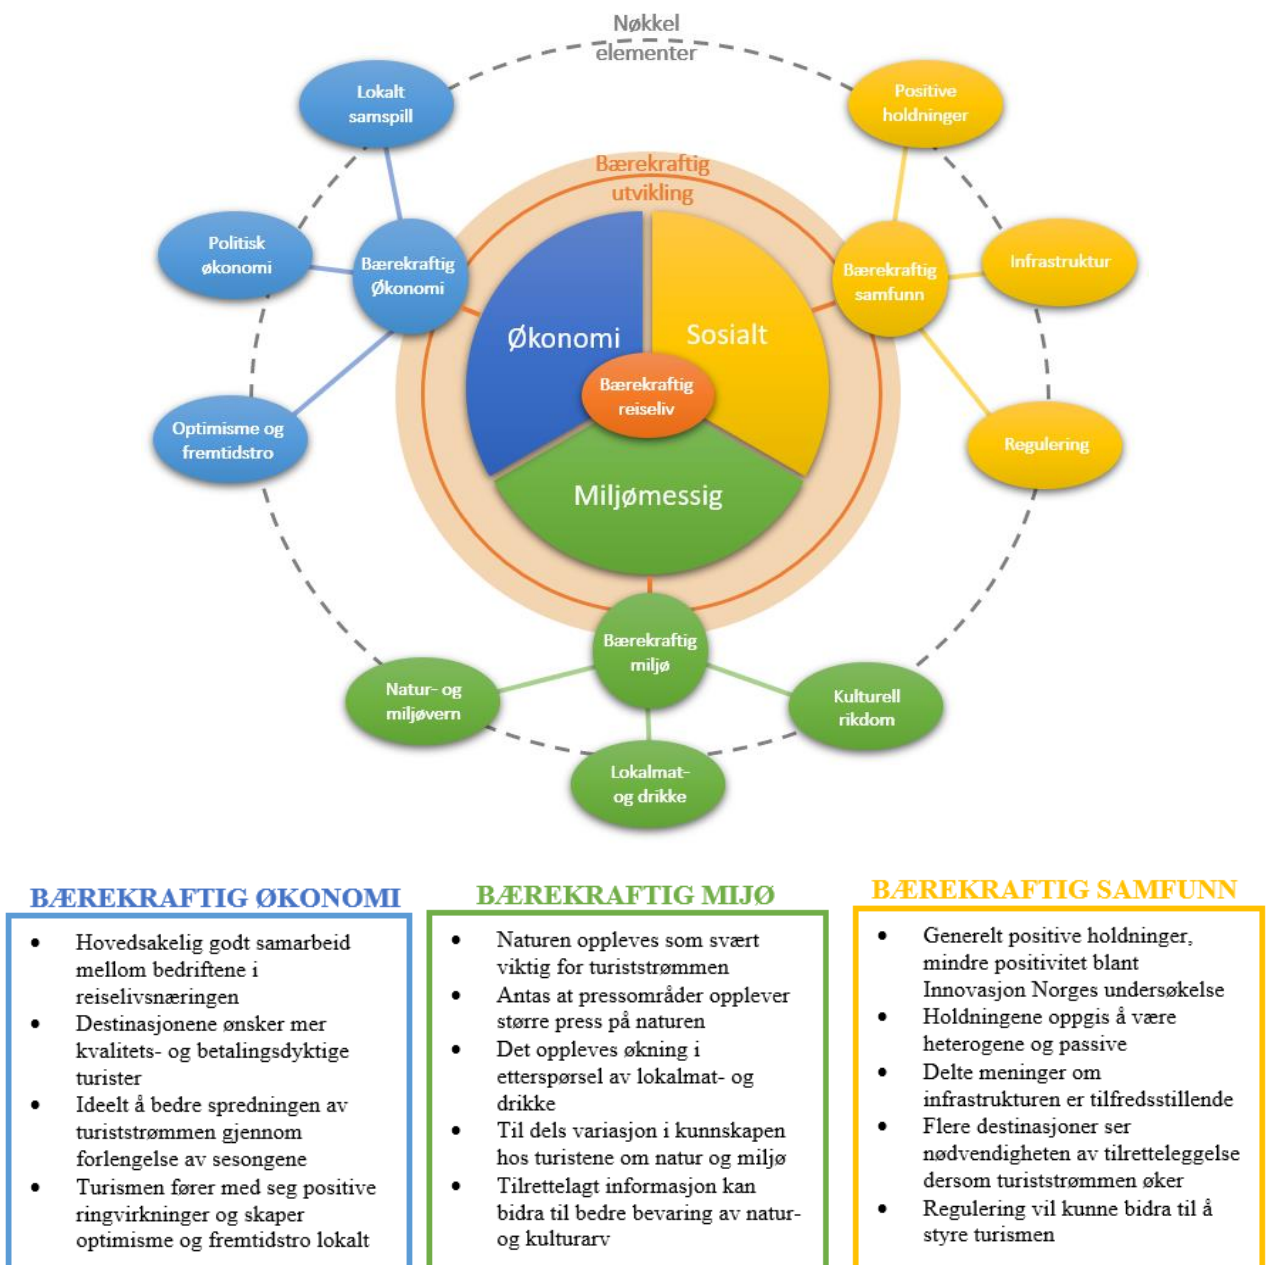 Nøkkel
elementer
Lokalt
samspill
Positive
holdninger
Bærekraftig
utvikling
Politisk
økonomi
Bærekraftig
Økonomi
Bærekraftig
samfunn
Infrastruktur
Økonomi
Sosialt
Bærekraftig
reiseliv
Optimisme og
fremtidstro
Regulering
Miljømessig
Bærekraftig
miljø
Natur- og
miljøvern
Kulturell
rikdom
Lokalmat-
og drikke
BÆREKRAFTIG ØKONOMI
• Hovedsakelig godt samarbeid
mellom bedriftene i
reiselivsnæringen
• Destinasjonene ønsker mer
kvalitets- og betalingsdyktige
turister
• Ideelt å bedre spredningen av
turiststrømmen gjennom
forlengelse av sesongene
• Turismen fører med seg positive
ringvirkninger og skaper
optimisme og fremtidstro lokalt
BÆREKRAFTIG MIJØ
• Naturen oppleves som svært
viktig for turiststrømmen
• Antas at pressområder opplever
større press på naturen
• Det oppleves økning i
etterspørsel av lokalmat- og
drikke
• Til dels variasjon i kunnskapen
hos turistene om natur og miljø
• Tilrettelagt informasjon kan
bidra til bedre bevaring av natur-
og kulturarv
BÆREKRAFTIG SAMFUNN
• Generelt positive holdninger,
mindre positivitet blant
Innovasjon Norges undersøkelse
• Holdningene oppgis å være
heterogene og passive
• Delte meninger om
infrastrukturen er tilfredsstillende
• Flere destinasjoner ser
nødvendigheten av tilretteleggelse
dersom turiststrømmen øker
• Regulering vil kunne bidra til å
styre turismen